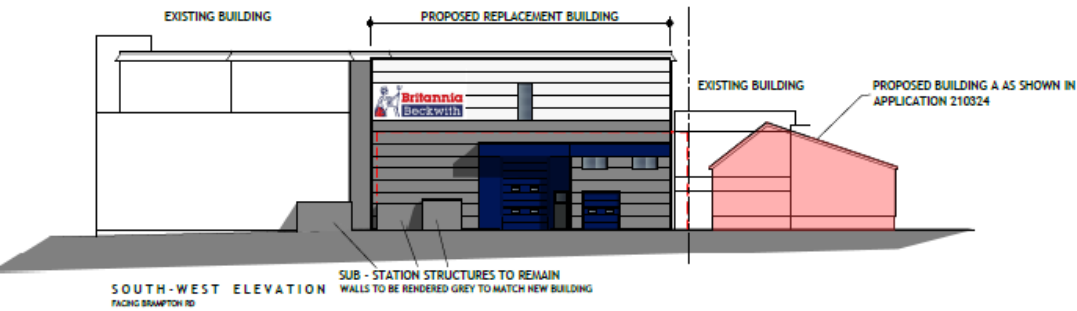 EXISTING BUILDING
PROPOSED REPLACEMENT BUILDING
EXISTING BUILDING
PROPOSED BUILDING A AS SHOWN IN
APPLICATION 210324
Britannia
Beckwith
SUB - STATION STRUCTURES TO REMAIN
WALLS TO BE RENDERED GREY TO MATCH NEW BUILDING
SOUTH-WEST ELEVATION
FACING BRAMPTON RD